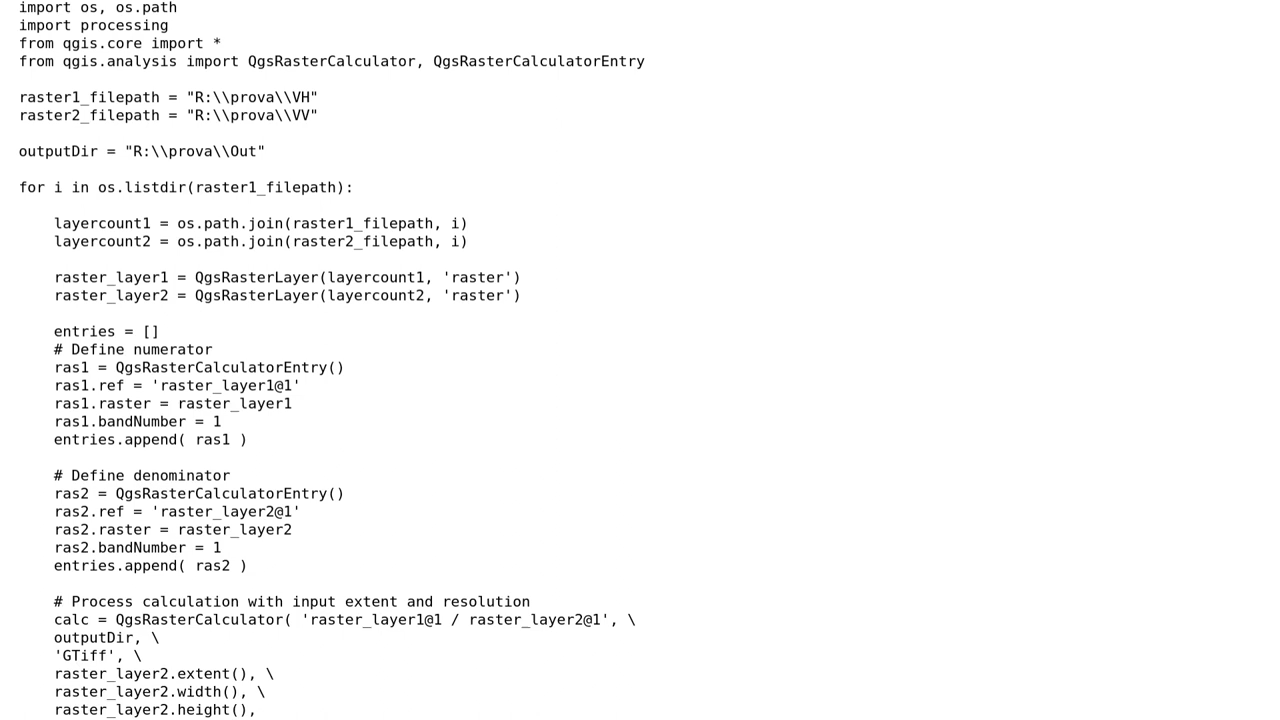 import os, os.path
import processing
from qgis.core import *
from qgis.analysis import QgsRasterCalculator, QgsRasterCalculatorEntry

raster1_filepath = "R:\\prova\\VH"
raster2_filepath = "R:\\prova\\VV"

outputDir = "R:\\prova\\Out"

for i in os.listdir(raster1_filepath):

    layercount1 = os.path.join(raster1_filepath, i)
    layercount2 = os.path.join(raster2_filepath, i)

    raster_layer1 = QgsRasterLayer(layercount1, 'raster')
    raster_layer2 = QgsRasterLayer(layercount2, 'raster')

    entries = []
    # Define numerator
    ras1 = QgsRasterCalculatorEntry()
    ras1.ref = 'raster_layer1@1'
    ras1.raster = raster_layer1
    ras1.bandNumber = 1
    entries.append( ras1 )

    # Define denominator
    ras2 = QgsRasterCalculatorEntry()
    ras2.ref = 'raster_layer2@1'
    ras2.raster = raster_layer2
    ras2.bandNumber = 1
    entries.append( ras2 )

    # Process calculation with input extent and resolution
    calc = QgsRasterCalculator( 'raster_layer1@1 / raster_layer2@1', \
    outputDir, \
    'GTiff', \
    raster_layer2.extent(), \
    raster_layer2.width(), \
    raster_layer2.height(),